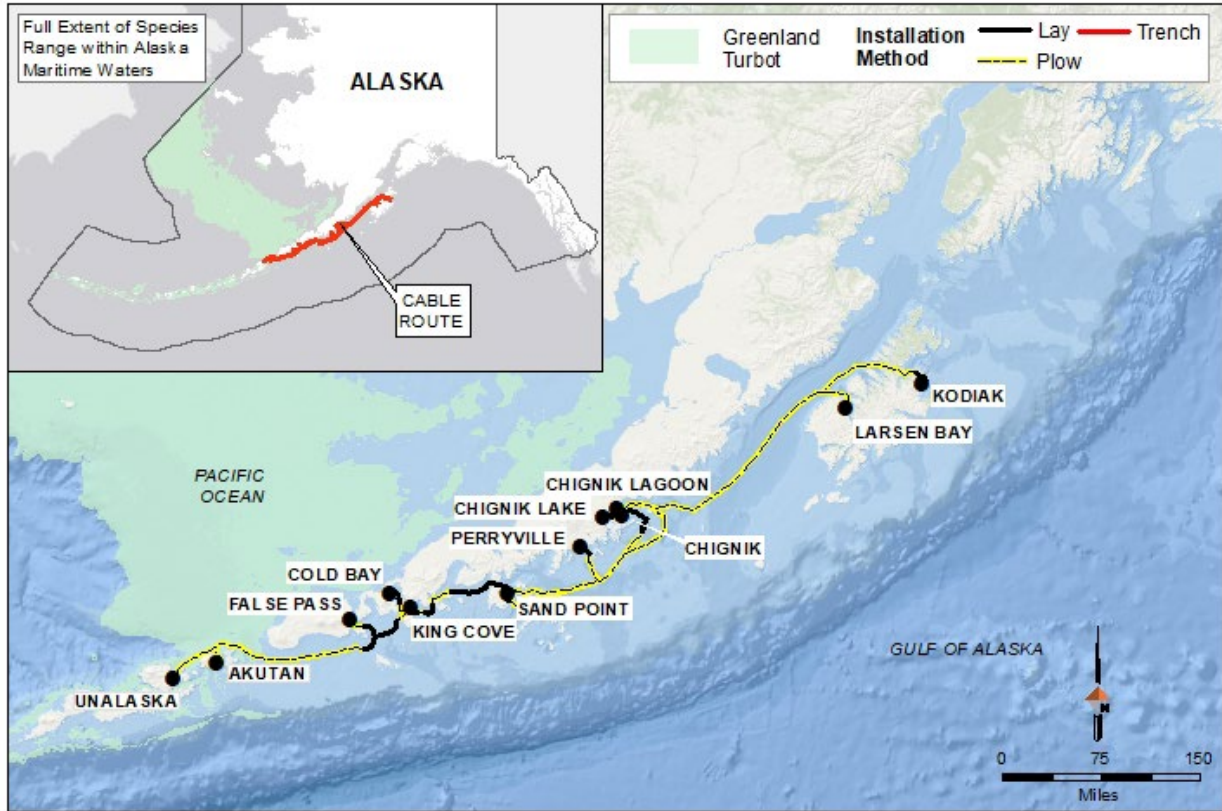 Full Extent of Species
Range within Alaska
Maritime Waters
ALASKA
CABLE
ROUTE
Greenland
Turbot
Installation
Method
Lay
Trench
Plow
KODIAK
LARSEN BAY
PACIFIC
OCEAN
CHIGNIK LAGOON
CHIGNIK LAKE
PERRYVILLE
CHIGNIK
COLD BAY
FALSE PASS
SAND POINT
KING COVE
GULF OF ALASKA
AKUTAN
UNALASKA
N
0 75 150
Miles